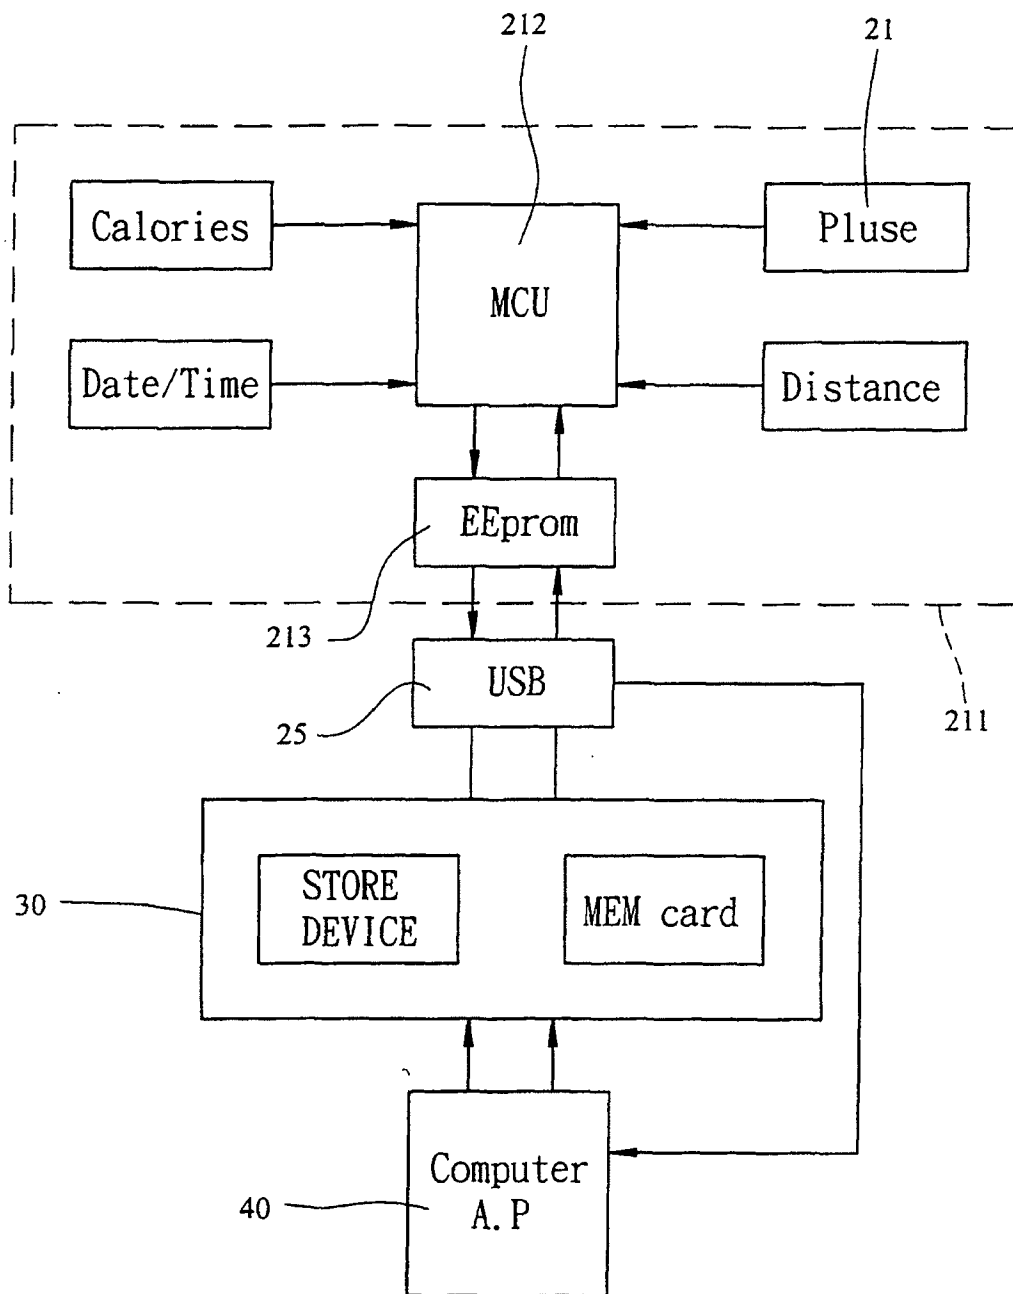 212
21
Calories
Pluse
MCU
Date/Time
Distance
EEprom
213
USB
25
211
STORE
DEVICE
MEM card
30
Computer
A.P
40